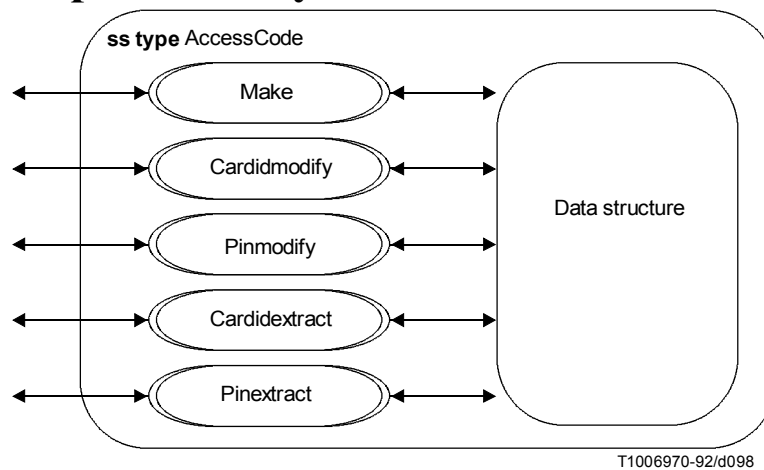 ss type AccessCode
Make
Cardidmodify
Data structure
Pinmodify
Cardidextract
Pinextract
T1006970-92/d098